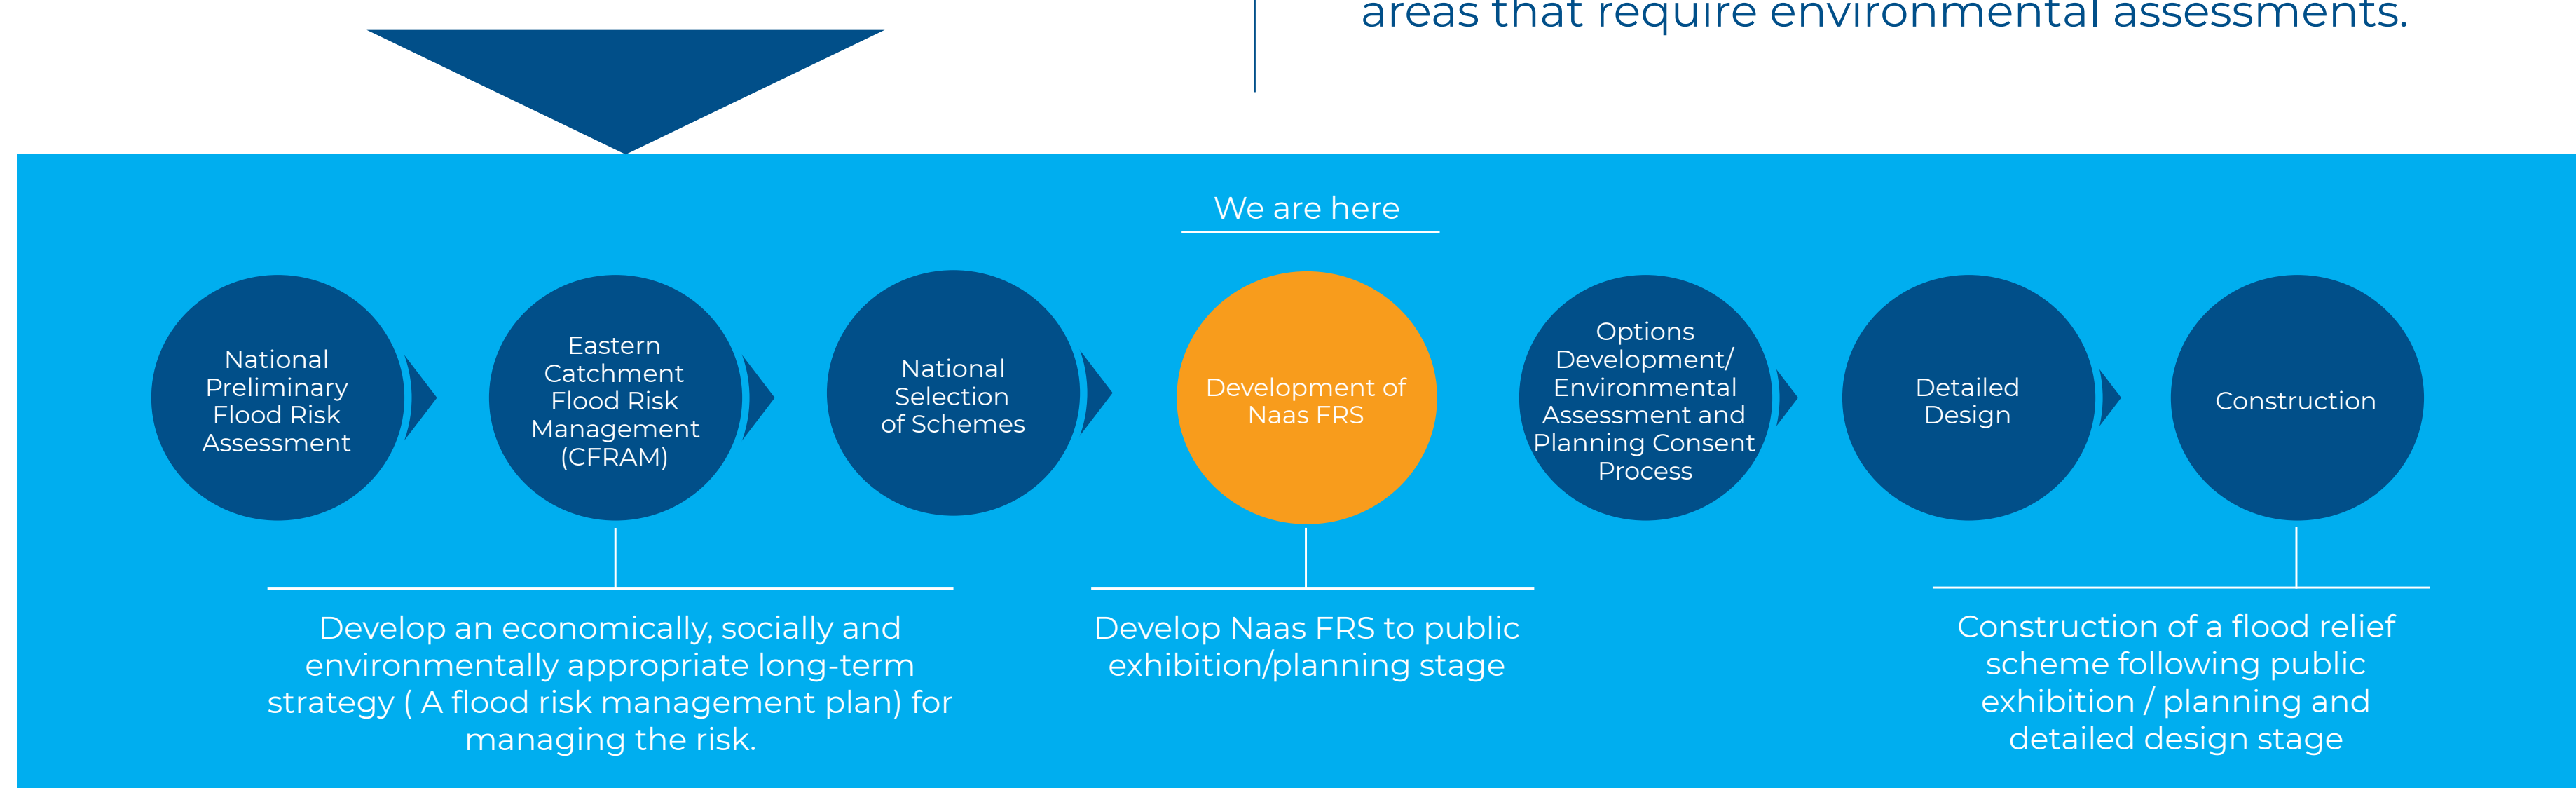 areas that require environmental assessments.
We are here
National
Preliminary
Flood Risk
Assessment
Eastern
Catchment
Flood Risk
Management
(CFRAM)
National
Selection
of Schemes
Development of
Naas FRS
Options
Development/
Environmental
Assessment and
Planning Consent
Process
Detailed
Design
Construction
Develop an economically, socially and
environmentally appropriate long-term
strategy ( A flood risk management plan) for
managing the risk.
Develop Naas FRS to public
exhibition/planning stage
Construction of a flood relief
scheme following public
exhibition / planning and
detailed design stage